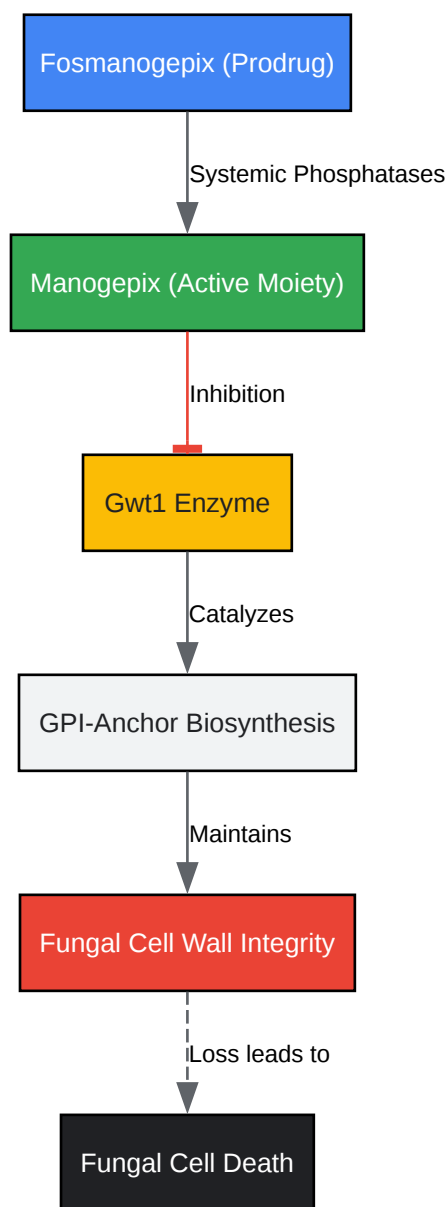 Fosmanogepix (Prodrug)
Systemic Phosphatases
Manogepix (Active Moiety)
Inhibition
Gwt1 Enzyme
Catalyzes
GPI-Anchor Biosynthesis
Maintains
Fungal Cell Wall Integrity
Loss leads to
Fungal Cell Death